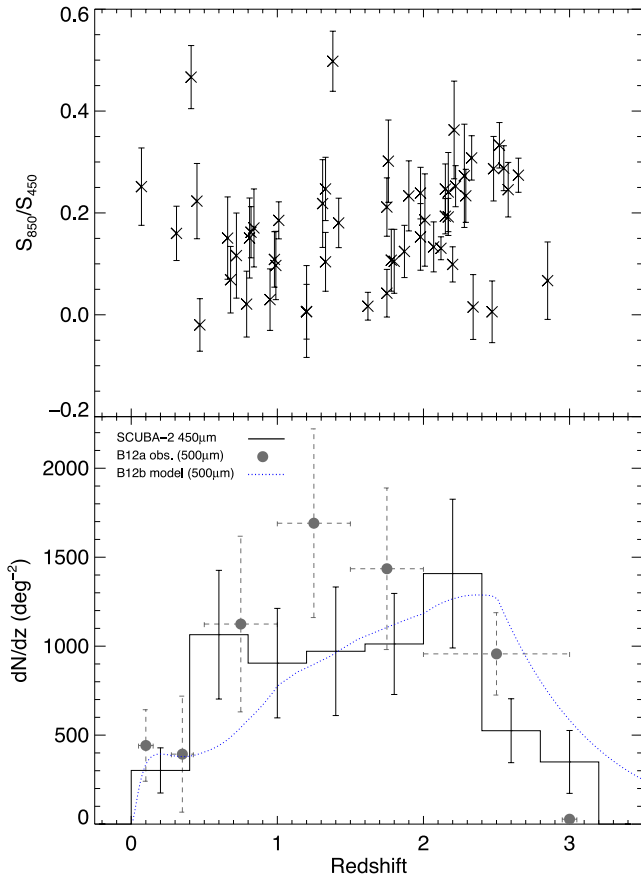 0.6
0.4
0.2
0.0
−0.2
S850/S450
SCUBA−2 450μm
B12a obs. (500μm)
B12b model (500μm)
2000
1500
1000
500
0
dN/dz (deg−2)
0 1 2 3
Redshift